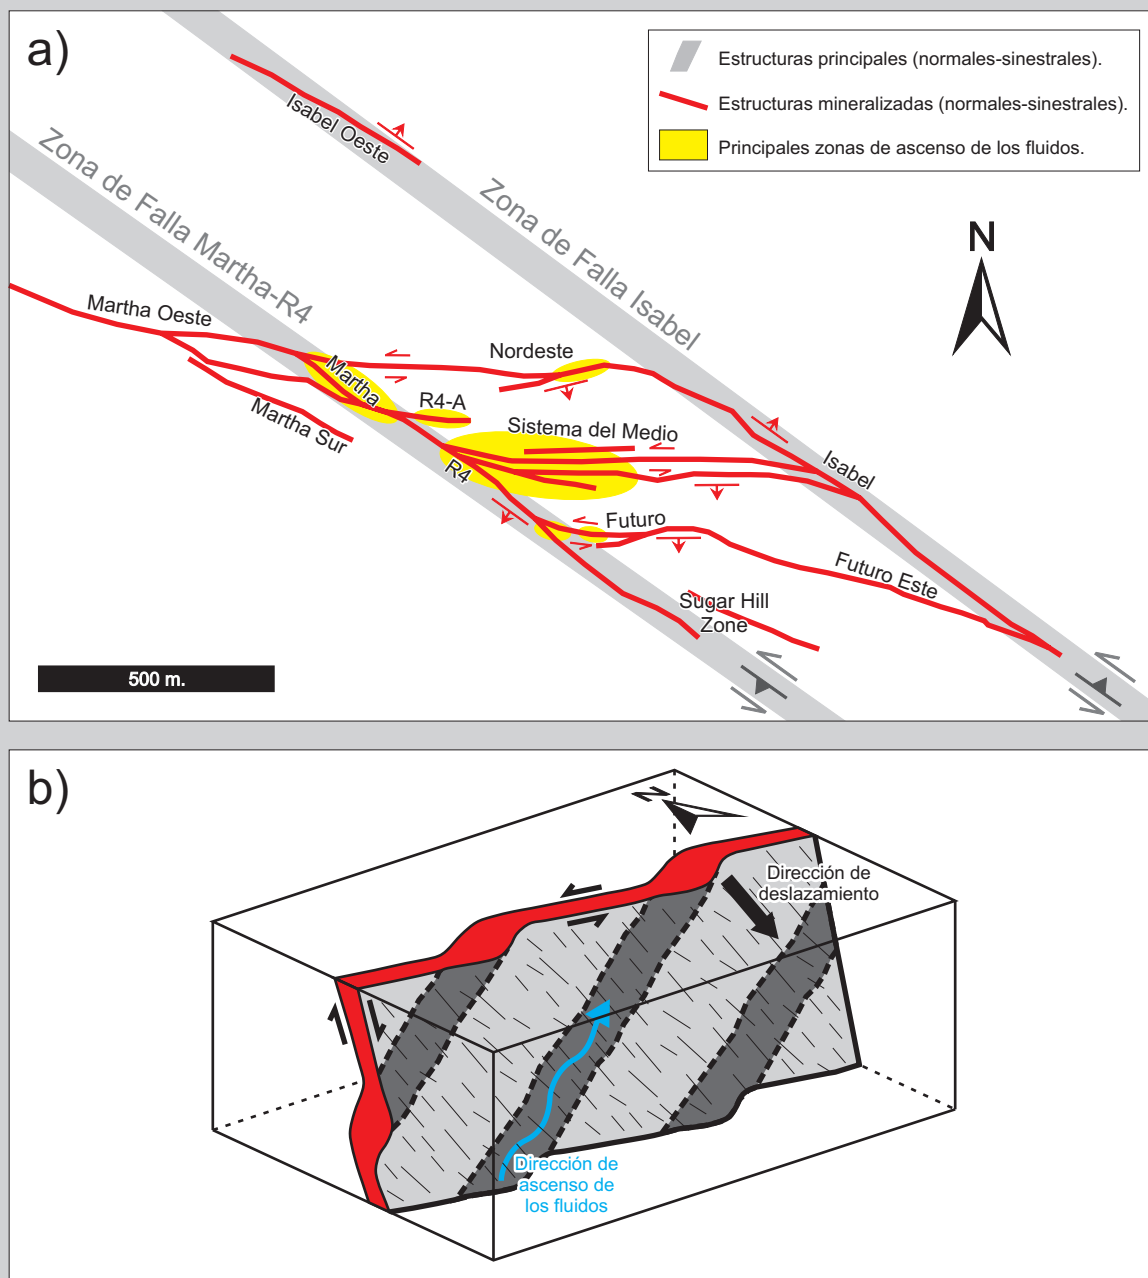 a)
Estructuras principales (normales-sinestrales).
Estructuras mineralizadas (normales-sinestrales).
Principales zonas de ascenso de los fluidos.
Isabel Oeste
Zona de Falla Martha-R4
Zona de Falla Isabel
N
Martha Oeste
Nordeste
Martha
R4-A
Martha Sur
Sistema del Medio
R4
Isabel
Futuro
Futuro Este
Sugar Hill
Zone
500 m.
b)
N
Dirección de
deslazamiento
Dirección de
ascenso de
los fluidos